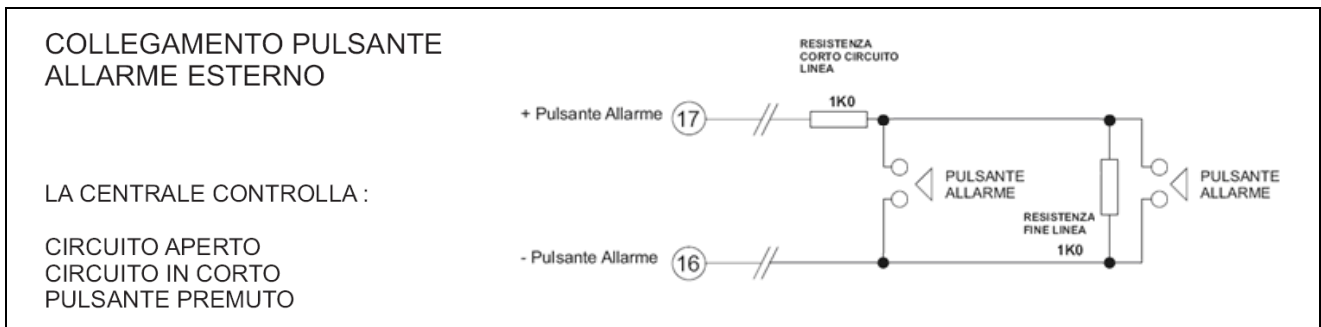 COLLEGAMENTO PULSANTE
ALLARME ESTERNO
RESISTENZA
CORTO CIRCUITO
LINEA
1K0
+ Pulsante Allarme 17
PULSANTE
ALLARME
PULSANTE
ALLARME
LA CENTRALE CONTROLLA :
RESISTENZA
FINE LINEA
1K0
CIRCUITO APERTO
CIRCUITO IN CORTO
PULSANTE PREMUTO
- Pulsante Allarme 16